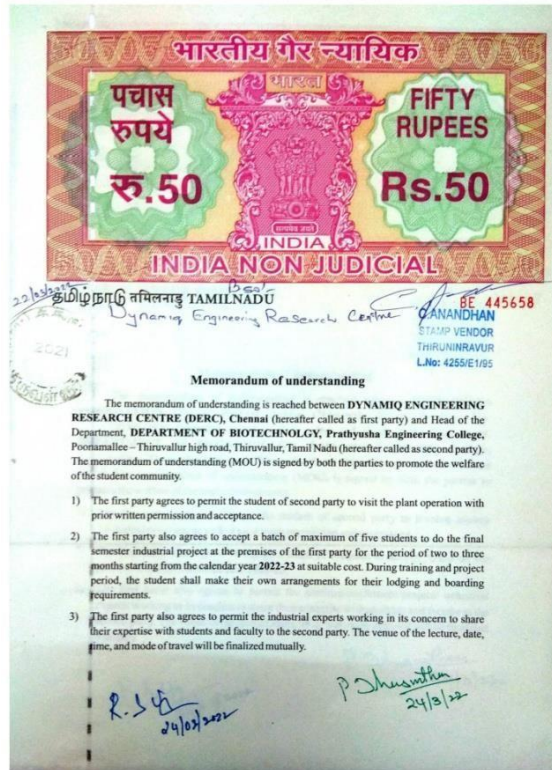 भारतीय गैर न्यायिक
भारत
पचास
रुपये
रु.50
FIFTY
RUPEES
Rs.50
सत्यमेव जयते
INDIA
INDIA NON JUDICIAL
தமிழ்நாடு तमिलनाडु TAMILNADU
BE 445658
Dynamiq Engineering Research Centre
ANANDHAN
STAMP VENDOR
THIRUNINRAVUR
L.No: 4255/E1/95
2021
Memorandum of understanding
The memorandum of understanding is reached between DYNAMIQ ENGINEERING
RESEARCH CENTRE (DERC), Chennai (hereafter called as first party) and Head of the
Department, DEPARTMENT OF BIOTECHNOLGY, Prathyusha Engineering College,
Poonamallee – Thiruvallur high road, Thiruvallur, Tamil Nadu (hereafter called as second party).
The memorandum of understanding (MOU) is signed by both the parties to promote the welfare
of the student community.
1) The first party agrees to permit the student of second party to visit the plant operation with
prior written permission and acceptance.
2) The first party also agrees to accept a batch of maximum of five students to do the final
semester industrial project at the premises of the first party for the period of two to three
months starting from the calendar year 2022-23 at suitable cost. During training and project
period, the student shall make their own arrangements for their lodging and boarding
requirements.
3) The first party also agrees to permit the industrial experts working in its concern to share
their expertise with students and faculty to the second party. The venue of the lecture, date,
time, and mode of travel will be finalized mutually.
24/03/2022
24/3/22